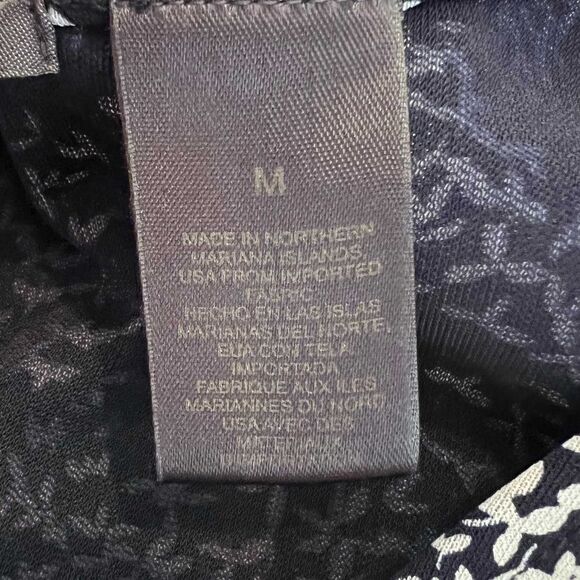 M
MADE IN NORTHERN
MARIANA ISLANDS,
USA FROM IMPORTED
FABRIC
HECHO EN LAS ISLAS
MARIANAS DEL NORTE,
EUA CON TELA
IMPORTADA
FABRIQUE AUX ILES
MARIANNES DU NORD
USA AVEC DES
MATERIAUX